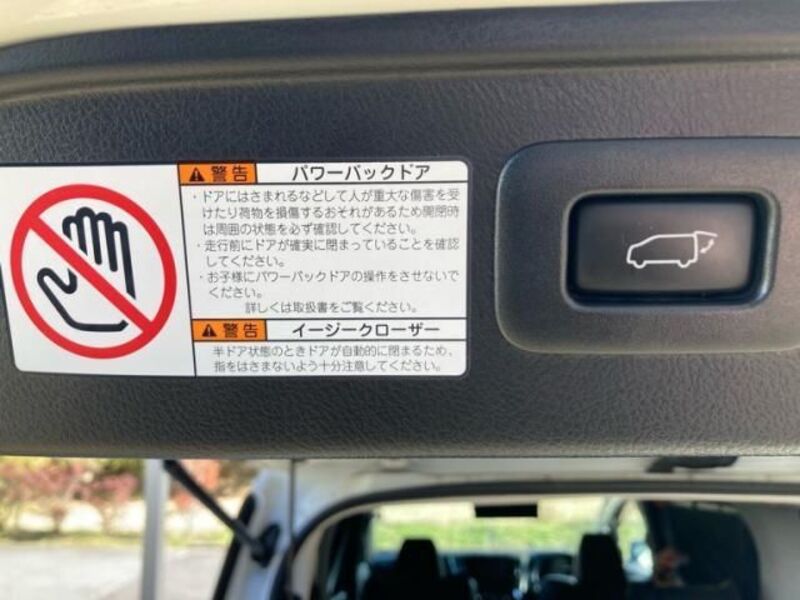 警告 パワーバックドア
・ドアにはさまれるなどして人が重大な傷害を受
けたり荷物を損傷するおそれがあるため開閉時
は周囲の状態を必ず確認してください。
・走行前にドアが確実に閉まっていることを確認
してください。
・お子様にパワーバックドアの操作をさせないで
ください。
詳しくは取扱書をご覧ください。
警告 イージークローザー
半ドア状態のときドアが自動的に閉まるため、
指をはさまないよう十分注意してください。